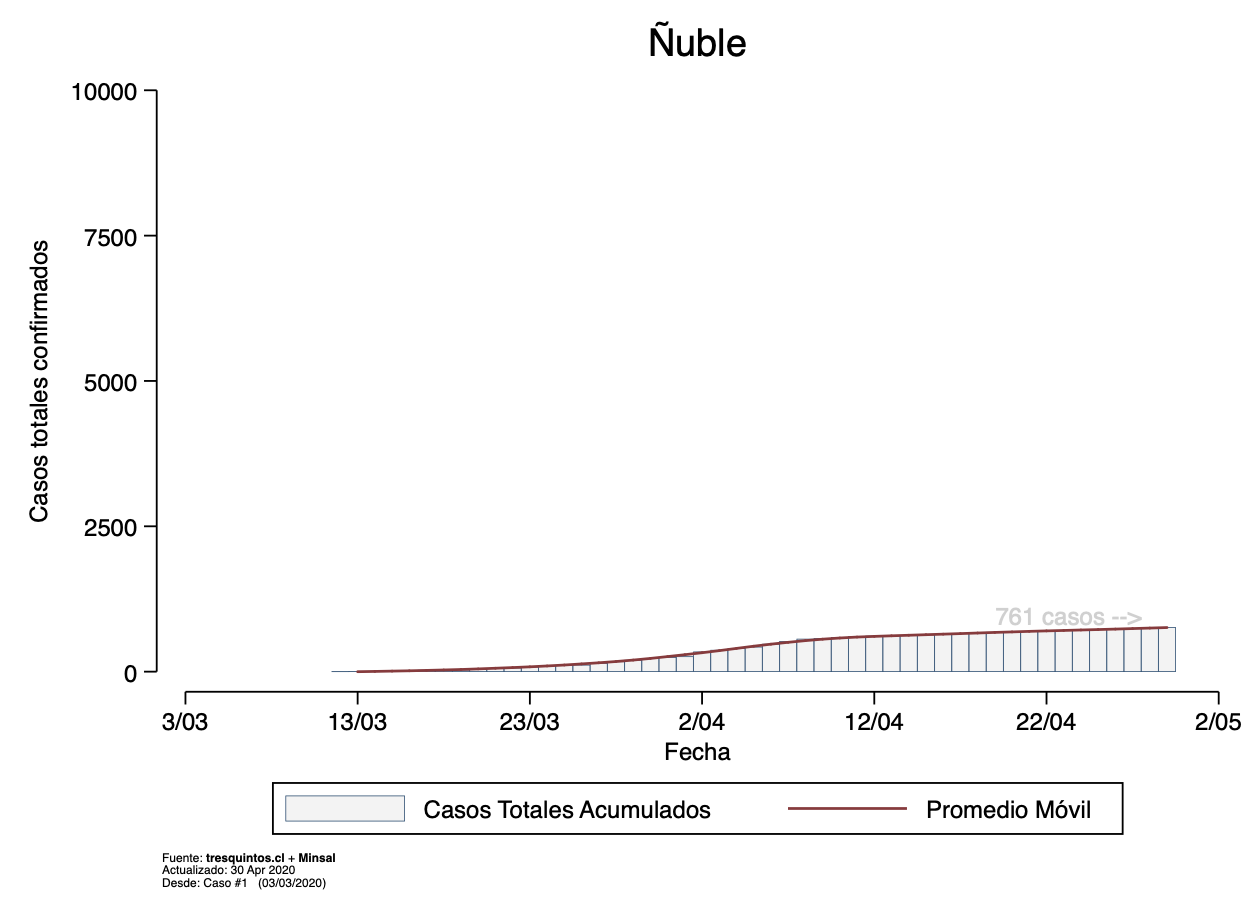 Ñuble
10000
7500
5000
2500
0
Casos totales confirmados
761 casos -->
3/03 13/03 23/03 2/04 12/04 22/04 2/05
Fecha
Casos Totales Acumulados Promedio Móvil
Fuente: tresquintos.cl + Minsal
Actualizado: 30 Apr 2020
Desde: Caso #1 (03/03/2020)